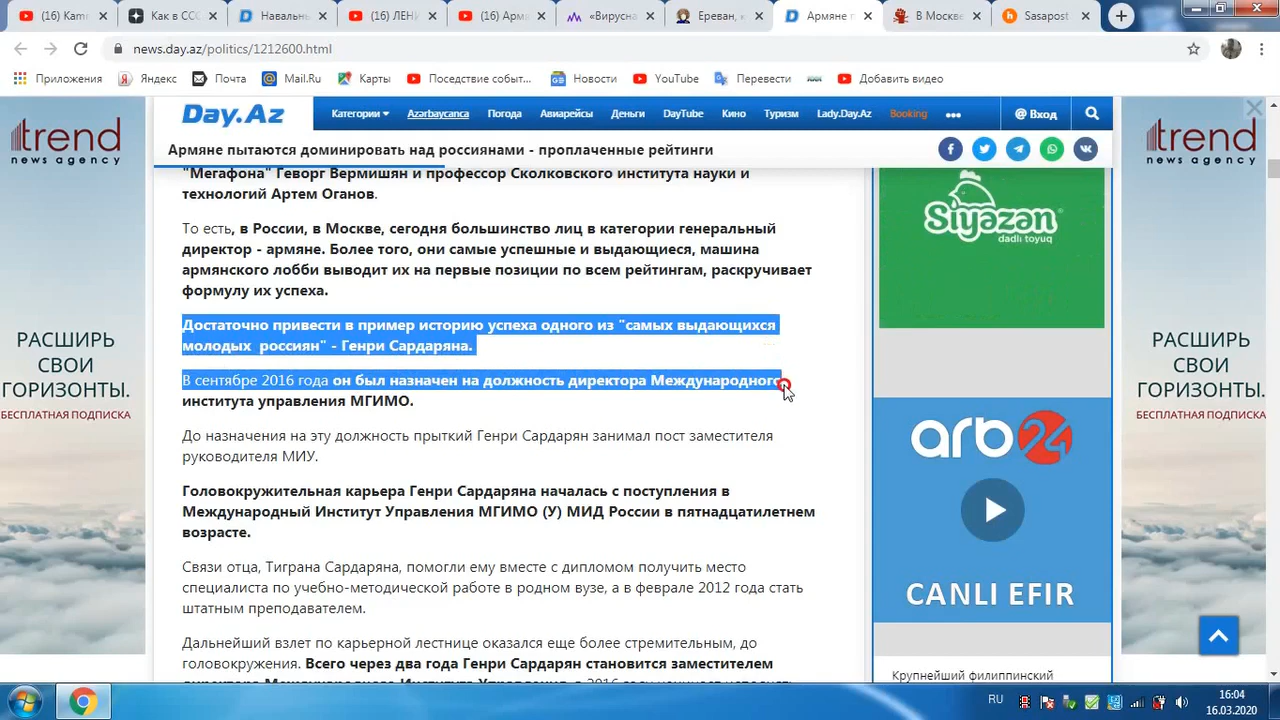 (16) Kame
Как в ССС
Навальны
(16) ЛЕНИ
(16) Арми
«Вирусна
Ереван, к
Армяне п
В Москве
Sasapost
news.day.az/politics/1212600.html
Приложения
Яндекс
Почта
Mail.Ru
Карты
Поседствие событ...
Новости
YouTube
Перевести
Добавить видео
Day.Az
Категории
Azərbaycanca
Погода
Авиарейсы
Деньги
DayTube
Кино
Туризм
Lady.Day.Az
Booking
Вход
Армяне пытаются доминировать над россиянами - проплаченные рейтинги
"Мегафона" Геворг Вермишян и профессор Сколковского института науки и
технологий Артем Оганов.
То есть, в России, в Москве, сегодня большинство лиц в категории генеральный
директор - армяне. Более того, они самые успешные и выдающиеся, машина
армянского лобби выводит их на первые позиции по всем рейтингам, раскручивает
формулу их успеха.
Достаточно привести в пример историю успеха одного из "самых выдающихся
молодых россиян" - Генри Сардаряна.
В сентябре 2016 года он был назначен на должность директора Международного
института управления МГИМО.
До назначения на эту должность прыткий Генри Сардарян занимал пост заместителя
руководителя МИУ.
Головокружительная карьера Генри Сардаряна началась с поступления в
Международный Институт Управления МГИМО (У) МИД России в пятнадцатилетнем
возрасте.
Связи отца, Тиграна Сардаряна, помогли ему вместе с дипломом получить место
специалиста по учебно-методической работе в родном вузе, а в феврале 2012 года стать
штатным преподавателем.
Дальнейший взлет по карьерной лестнице оказался еще более стремительным, до
головокружения. Всего через два года Генри Сардарян становится заместителем
trend
news agency
РАСШИРЬ
СВОИ
ГОРИЗОНТЫ.
БЕСПЛАТНАЯ ПОДПИСКА
Siyəzən
dadlı toyuq
arb24
CANLI EFIR
Крупнейший филиппинский
trend
news agency
РАСШИРЬ
СВОИ
ГОРИЗОНТЫ.
БЕСПЛАТНАЯ ПОДПИСКА
RU
16:04
16.03.2020